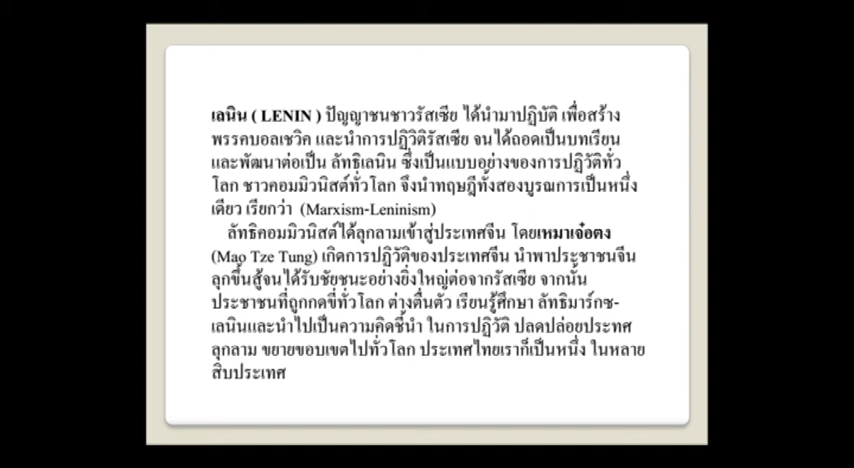 เลนิน ( LENIN ) ปัญญาชนชาวรัสเซีย ได้นำมาปฏิบัติ เพื่อสร้าง
พรรคบอลเชวิค และนำการปฏิวิติรัสเซีย จนได้ถอดเป็นบทเรียน
และพัฒนาต่อเป็น ลัทธิเลนิน ซึ่งเป็นแบบอย่างของการปฏิวัติทั่ว
โลก ชาวคอมมิวนิสต์ทั่วโลก จึงนำทฤษฎีทั้งสองบูรณการเป็นหนึ่ง
เดียว เรียกว่า (Marxism-Leninism)
ลัทธิคอมมิวนิสต์ได้ลุกลามเข้าสู่ประเทศจีน โดยเหมาเจ๋อตง
(Mao Tze Tung) เกิดการปฏิวัติของประเทศจีน นำพาประชาชนจีน
ลุกขึ้นสู้จนได้รับชัยชนะอย่างยิ่งใหญ่ต่อจากรัสเซีย จากนั้น
ประชาชนที่ถูกกดขี่ทั่วโลก ต่างตื่นตัว เรียนรู้ศึกษา ลัทธิมาร์กซ-
เลนินและนำไปเป็นความคิดชี้นำ ในการปฏิวัติ ปลดปล่อยประทศ
ลุกลาม ขยายขอบเขตไปทั่วโลก ประเทศไทยเราก็เป็นหนึ่ง ในหลาย
สิบประเทศ